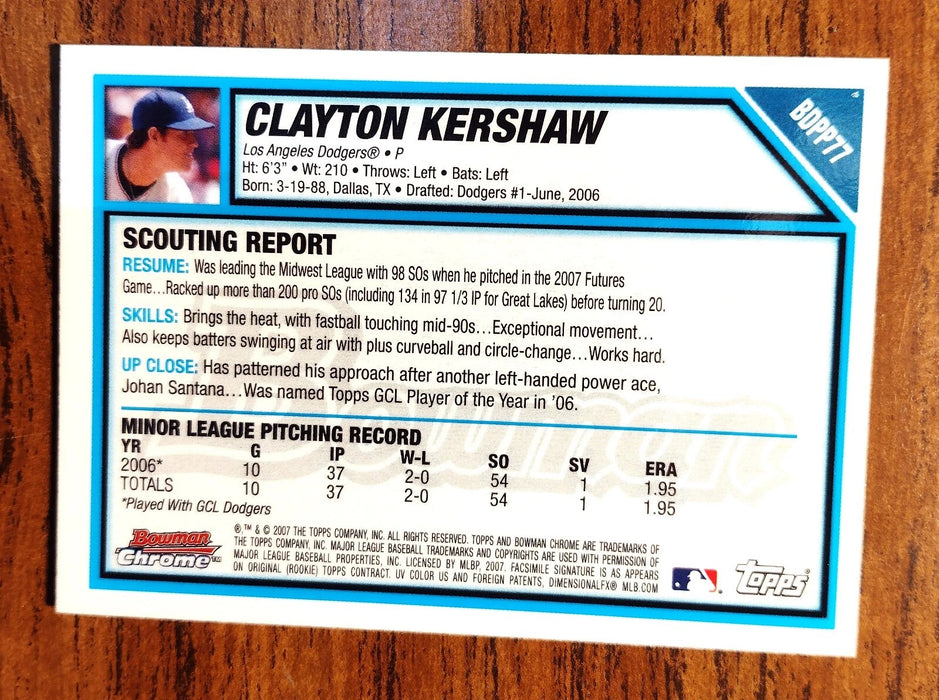 CLAYTON KERSHAW
BDPP77
Los Angeles Dodgers® • P
Ht: 6'3" • Wt: 210 • Throws: Left • Bats: Left
Born: 3-19-88, Dallas, TX • Drafted: Dodgers #1-June, 2006
SCOUTING REPORT
RESUME: Was leading the Midwest League with 98 SOs when he pitched in the 2007 Futures
Game...Racked up more than 200 pro SOs (including 134 in 97 1/3 IP for Great Lakes) before turning 20.
SKILLS: Brings the heat, with fastball touching mid-90s...Exceptional movement...
Also keeps batters swinging at air with plus curveball and circle-change...Works hard.
UP CLOSE: Has patterned his approach after another left-handed power ace,
Johan Santana...Was named Topps GCL Player of the Year in '06.
Bowman
MINOR LEAGUE PITCHING RECORD
YR G IP W-L SO SV ERA
2006* 10 37 2-0 54 1 1.95
TOTALS 10 37 2-0 54 1 1.95
*Played With GCL Dodgers
Bowman
Chrome™
®,™ & © 2007 THE TOPPS COMPANY, INC. ALL RIGHTS RESERVED. TOPPS AND BOWMAN CHROME ARE TRADEMARKS OF
THE TOPPS COMPANY, INC. MAJOR LEAGUE BASEBALL TRADEMARKS AND COPYRIGHTS ARE USED WITH PERMISSION OF
MAJOR LEAGUE BASEBALL PROPERTIES, INC. LICENSED BY MLBP, 2007. FACSIMILE SIGNATURE IS AS APPEARS
ON ORIGINAL (ROOKIE) TOPPS CONTRACT. UV COLOR US AND FOREIGN PATENTS, DIMENSIONALFX® MLB.COM
Topps®